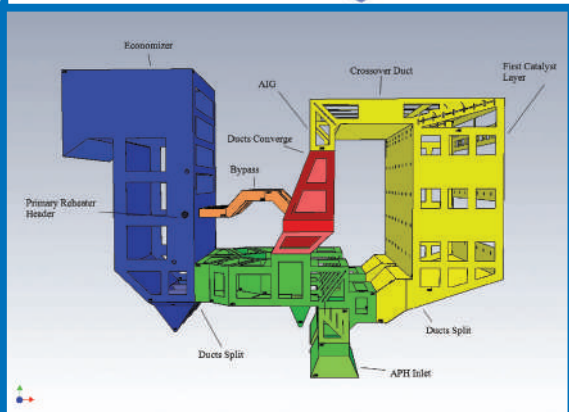 Economizer
Crossover Duct
First Catalyst
Layer
AIG
Ducts Converge
Bypass
Primary Reheater
Header
Ducts Split
Ducts Split
APH Inlet